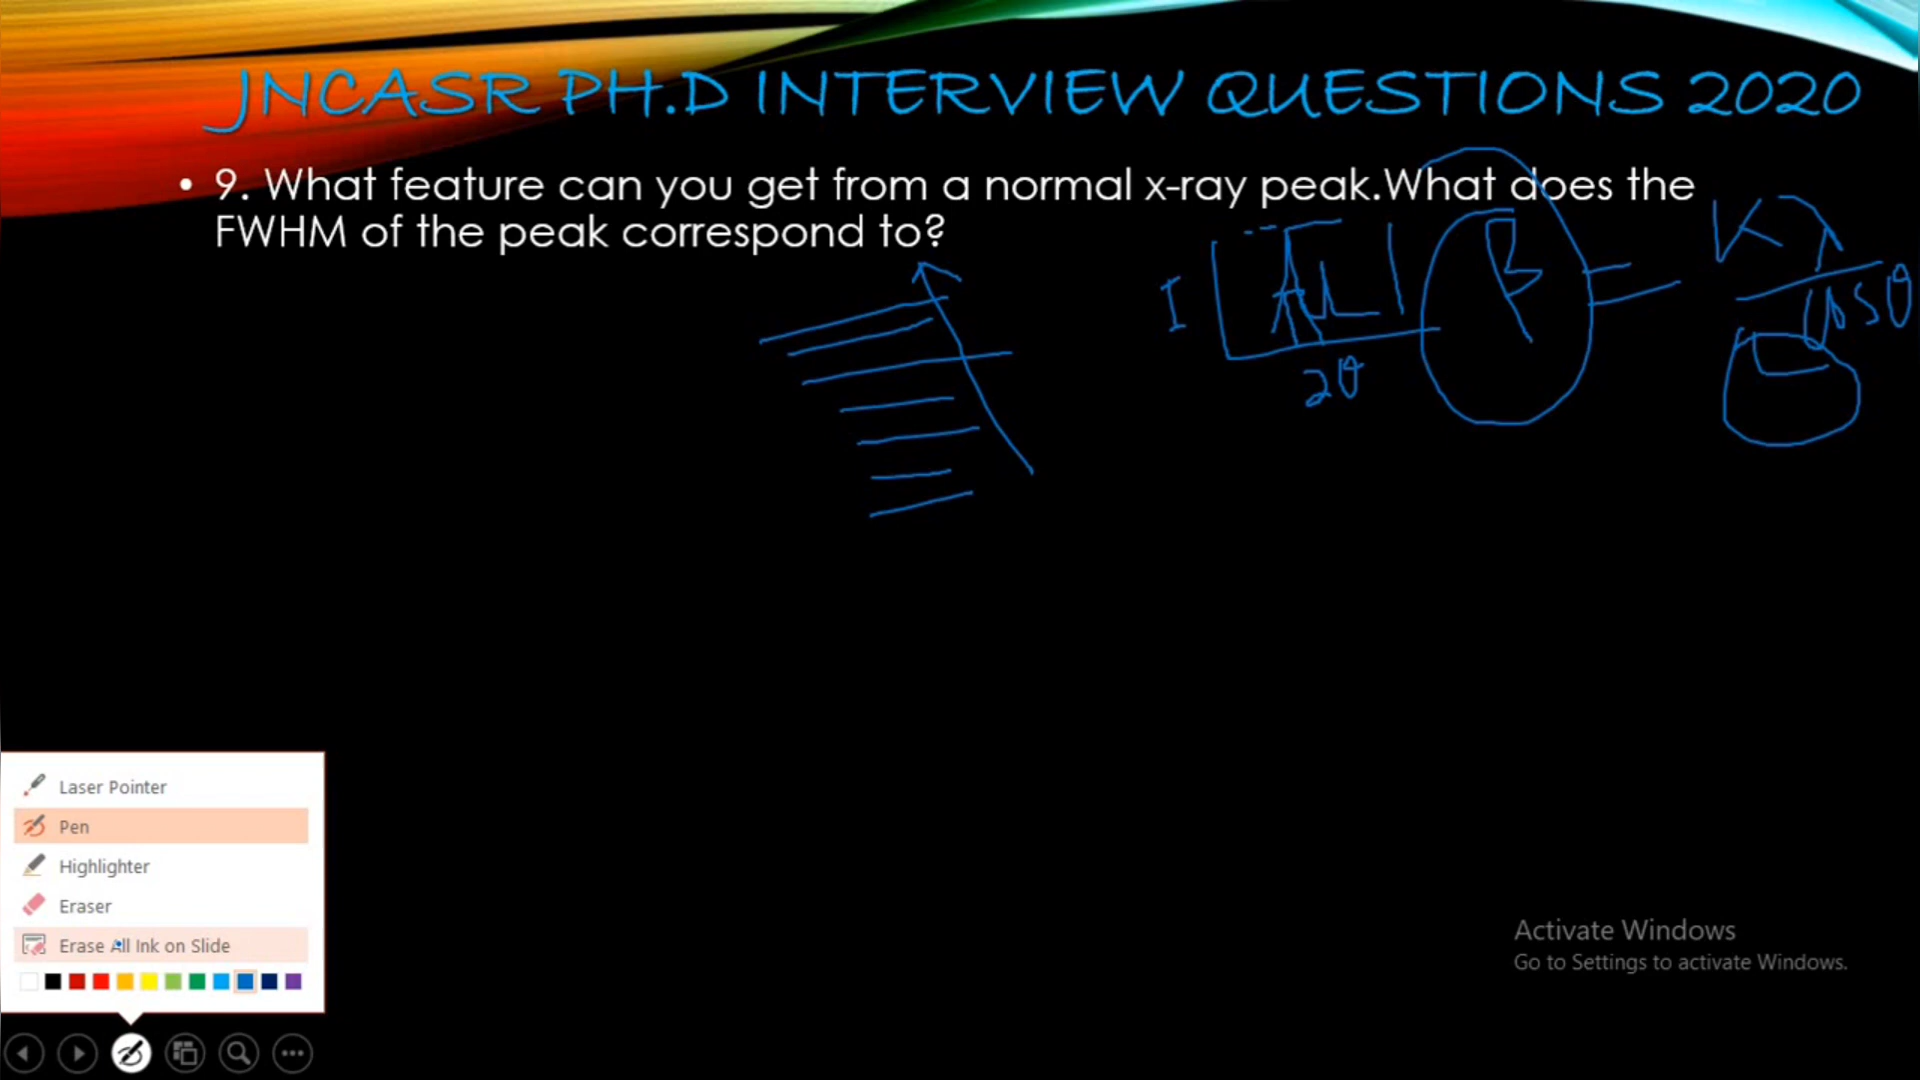 JNCASR PH.D INTERVIEW QUESTIONS 2020
• 9. What feature can you get from a normal x-ray peak.What does the
FWHM of the peak correspond to?
I
2θ
β = Kλ
cosθ
Laser Pointer
Pen
Highlighter
Eraser
Erase All Ink on Slide
Activate Windows
Go to Settings to activate Windows.